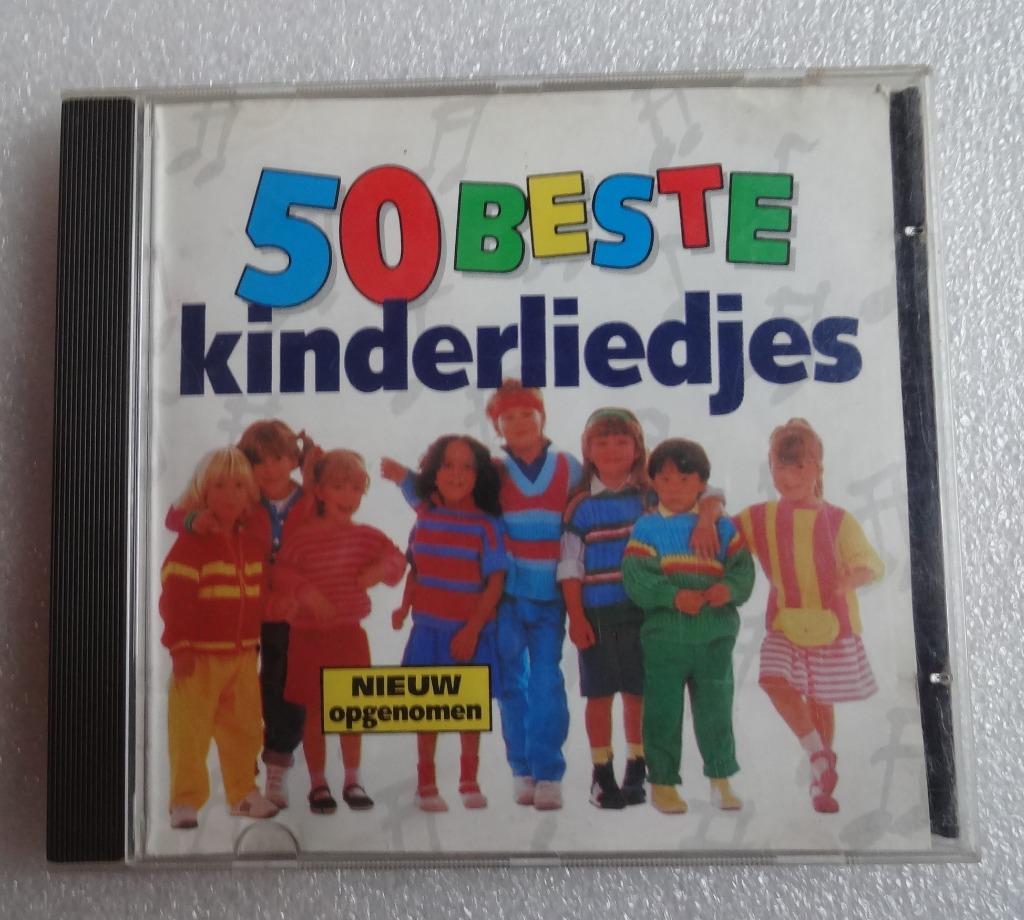 50 BESTE
kinderliedjes
NIEUW
opgenomen